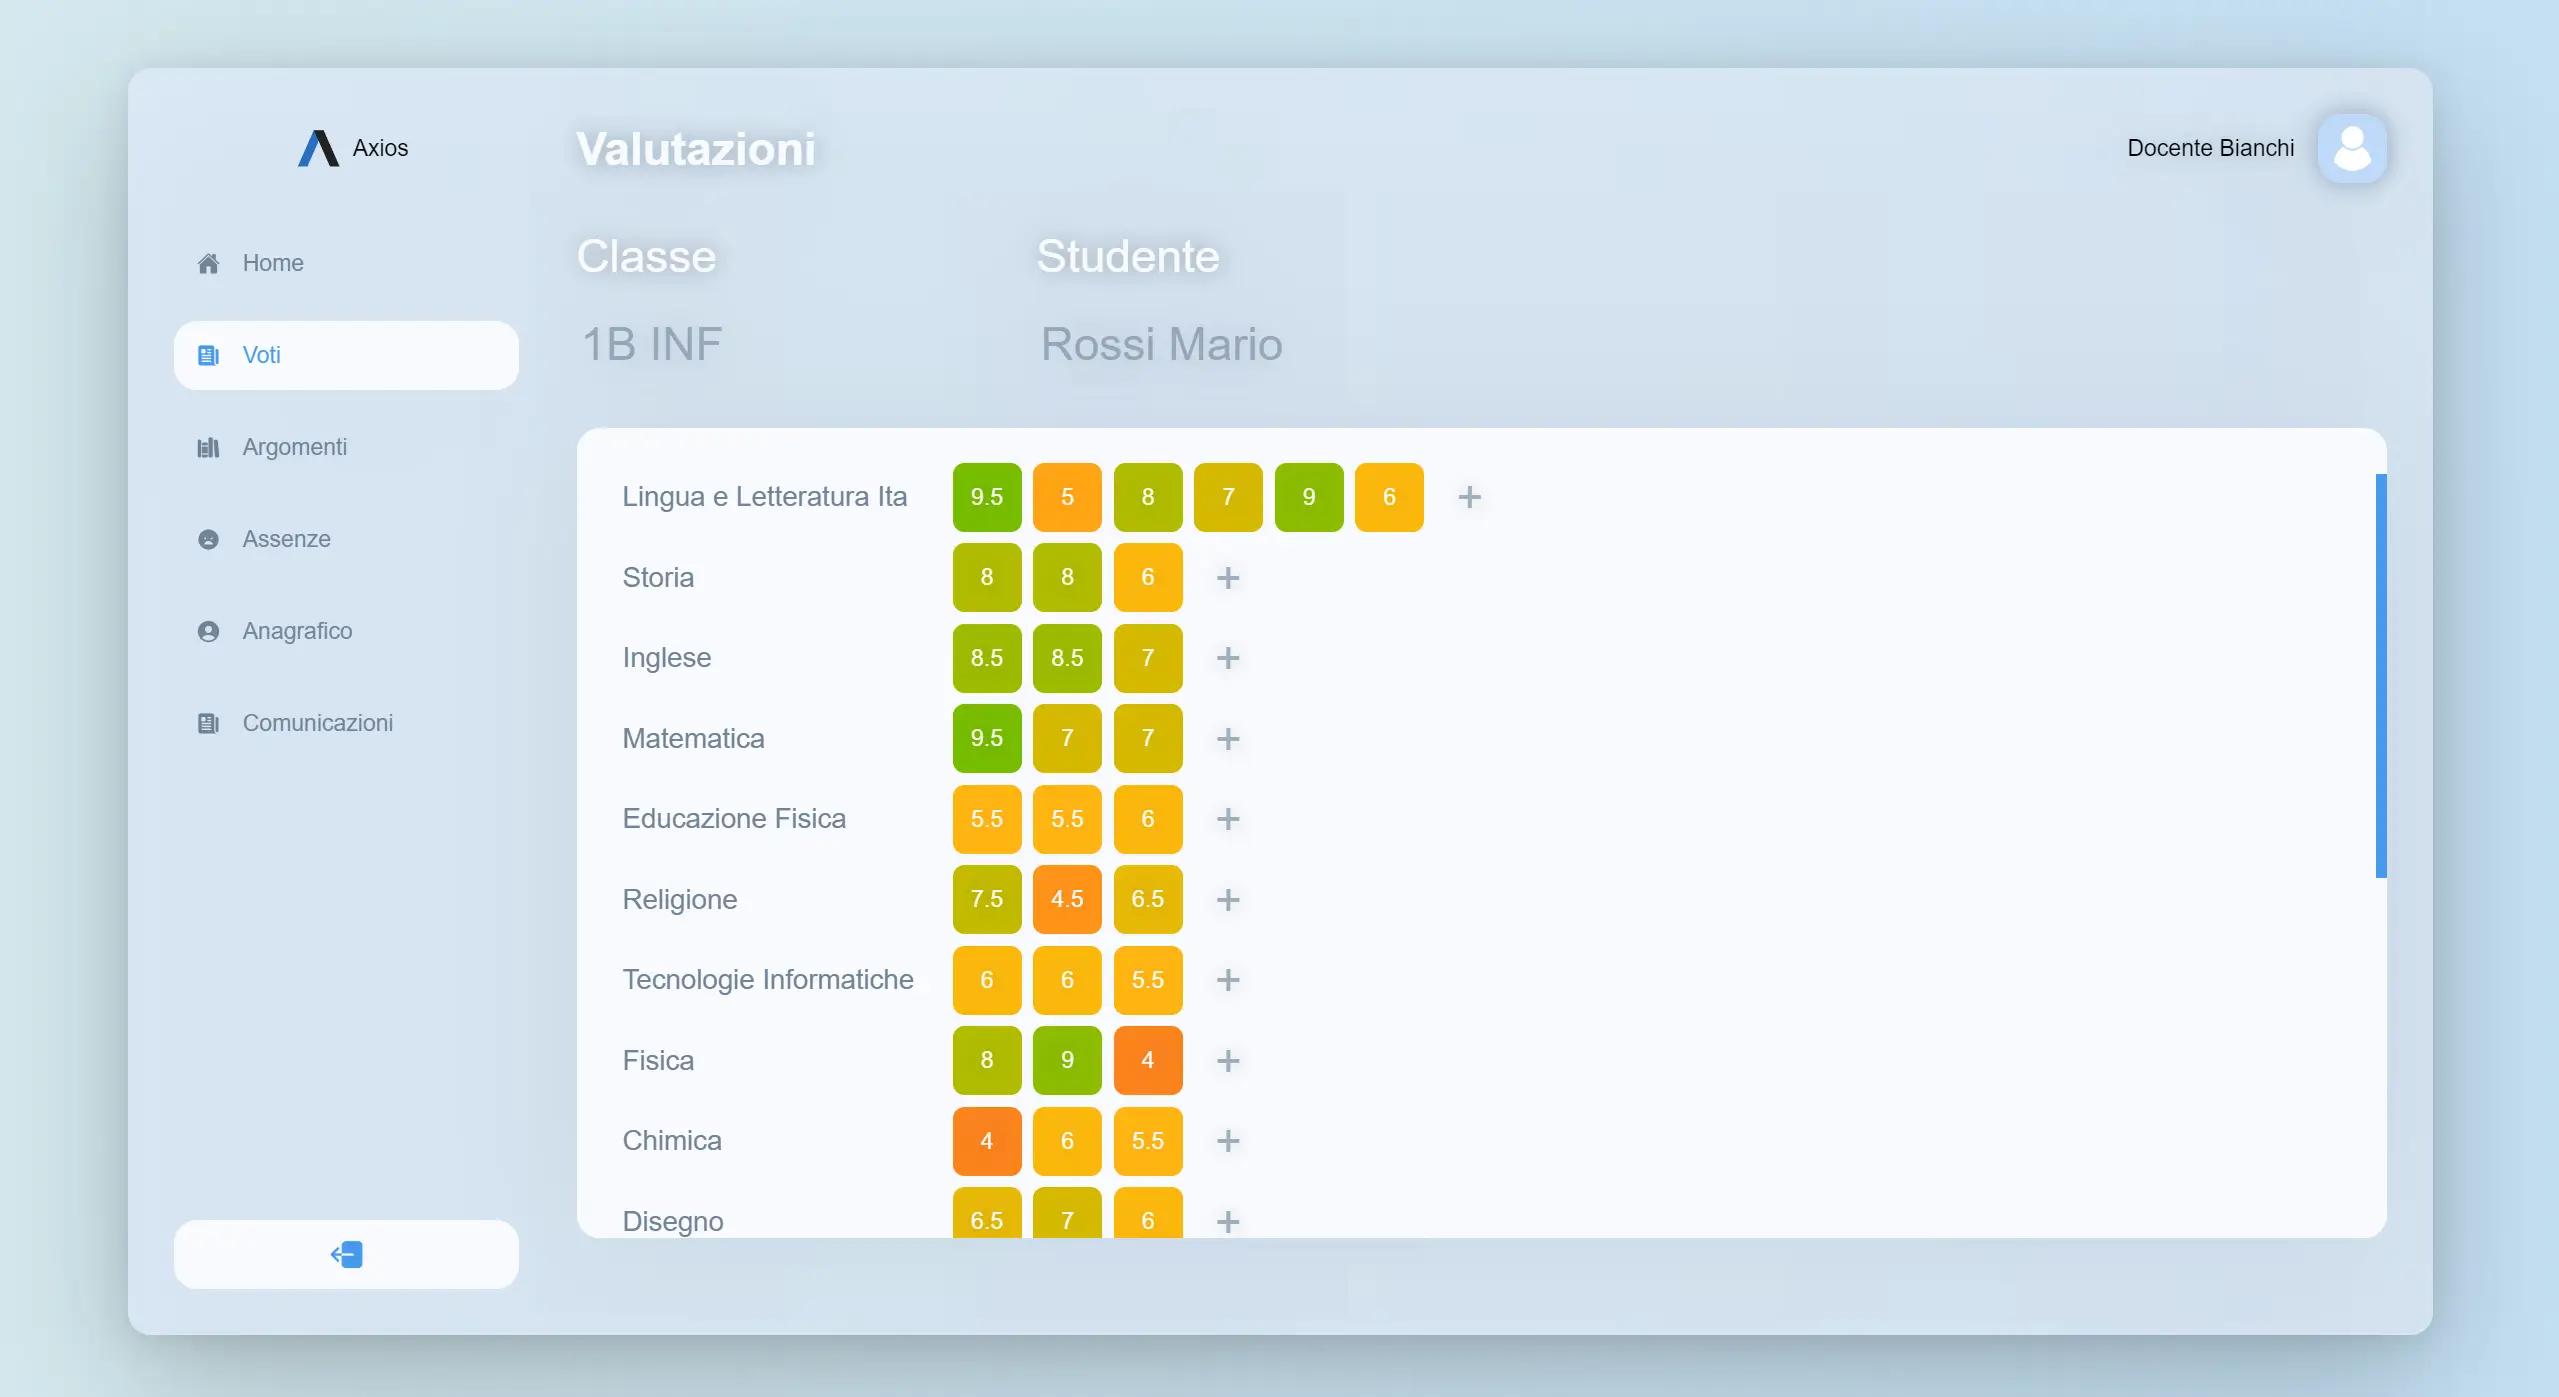 Axios
Valutazioni
Docente Bianchi
Home
Voti
Argomenti
Assenze
Anagrafico
Comunicazioni
Classe
Studente
1B INF
Rossi Mario
Lingua e Letteratura Ita 9.5 5 8 7 9 6 +
Storia 8 8 6 +
Inglese 8.5 8.5 7 +
Matematica 9.5 7 7 +
Educazione Fisica 5.5 5.5 6 +
Religione 7.5 4.5 6.5 +
Tecnologie Informatiche 6 6 5.5 +
Fisica 8 9 4 +
Chimica 4 6 5.5 +
Disegno 6.5 7 6 +